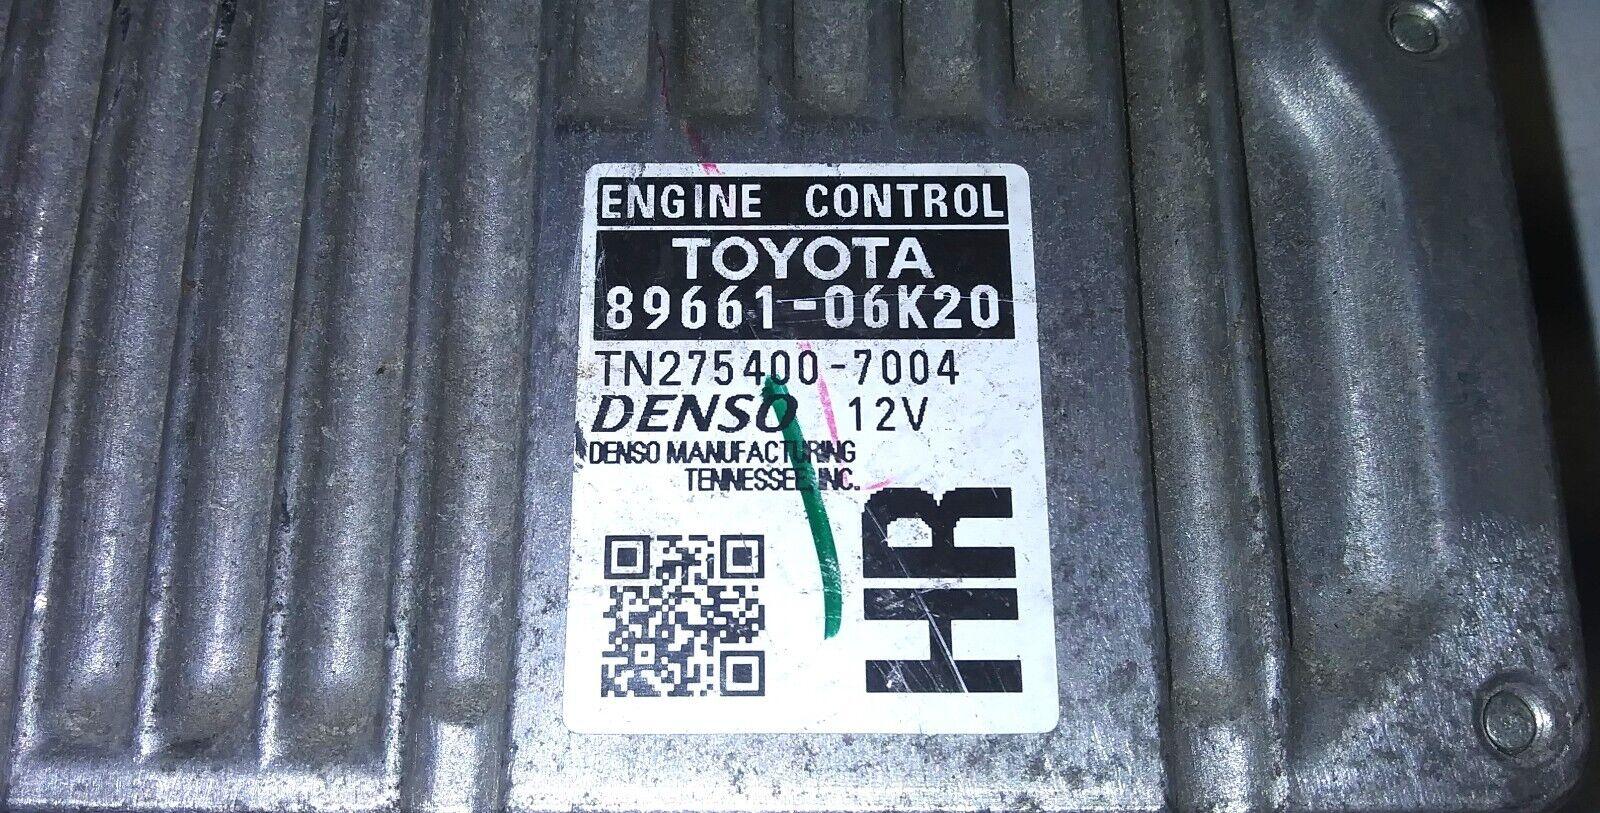 ENGINE CONTROL
TOYOTA
89661-06K20
TN275400-7004
DENSO 12V
DENSO MANUFACTURING
TENNESSEE, INC.
HR